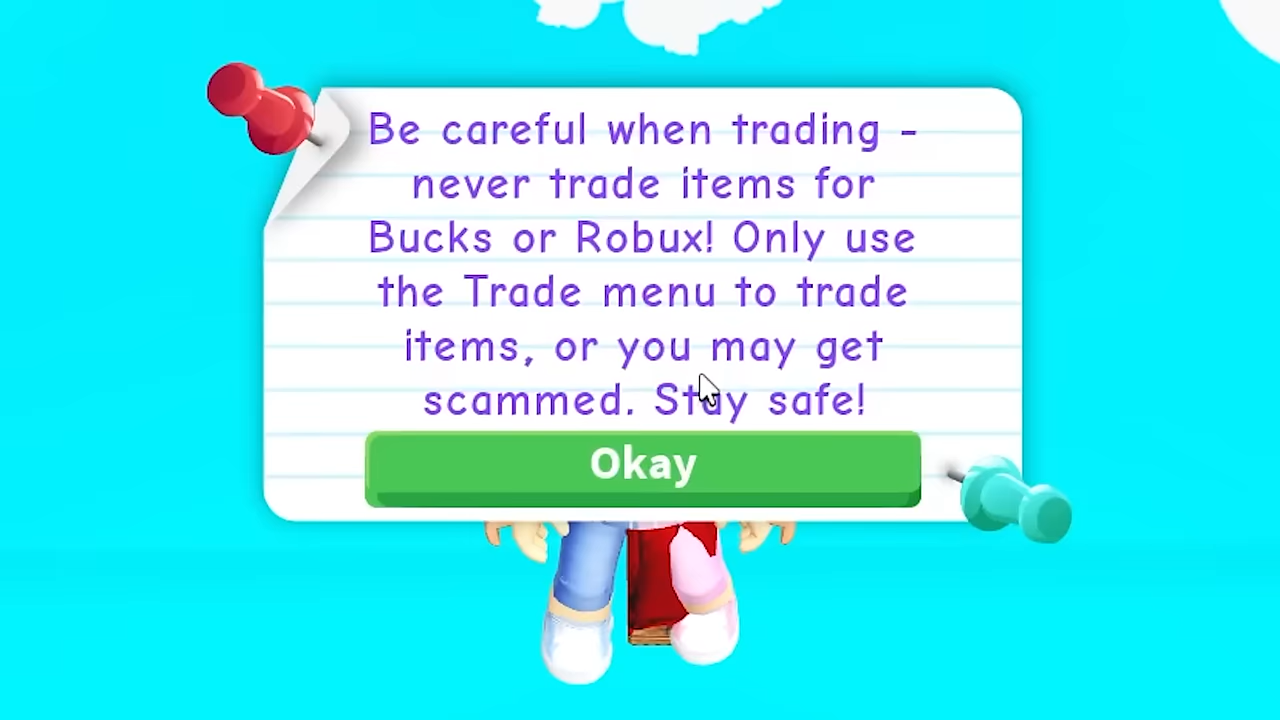 Be careful when trading -
never trade items for
Bucks or Robux! Only use
the Trade menu to trade
items, or you may get
scammed. Stay safe!
Okay